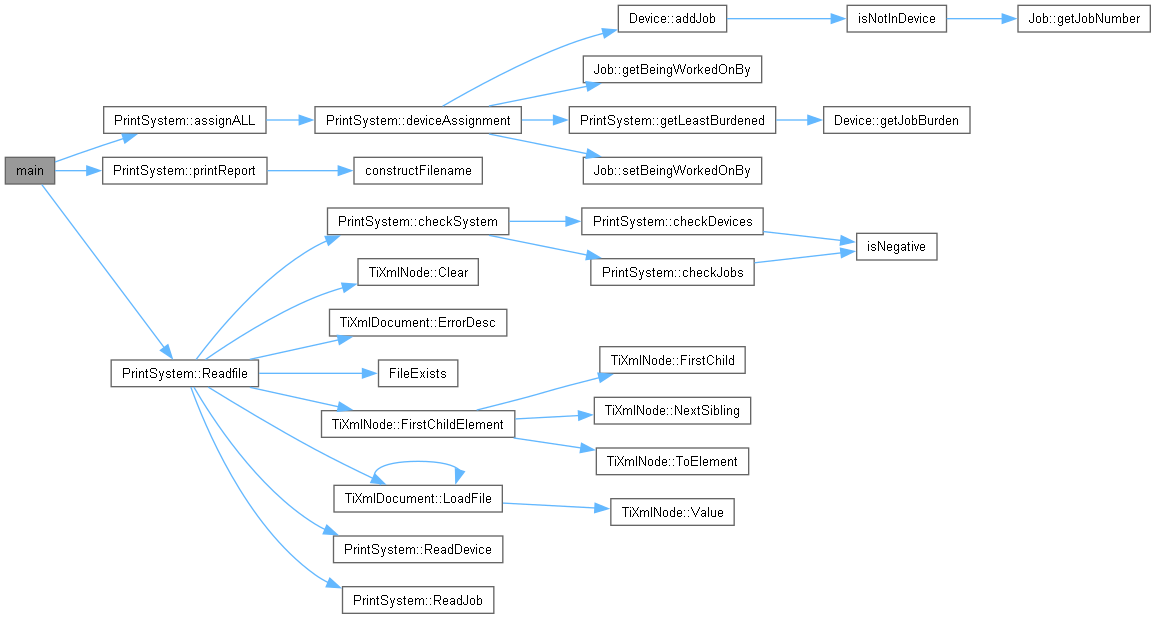 Device::addJob
isNotInDevice
Job::getJobNumber
Job::getBeingWorkedOnBy
PrintSystem::assignALL
PrintSystem::deviceAssignment
PrintSystem::getLeastBurdened
Device::getJobBurden
main
PrintSystem::printReport
constructFilename
Job::setBeingWorkedOnBy
PrintSystem::checkSystem
PrintSystem::checkDevices
isNegative
TiXmlNode::Clear
PrintSystem::checkJobs
TiXmlDocument::ErrorDesc
PrintSystem::Readfile
FileExists
TiXmlNode::FirstChild
TiXmlNode::FirstChildElement
TiXmlNode::NextSibling
TiXmlNode::ToElement
TiXmlDocument::LoadFile
TiXmlNode::Value
PrintSystem::ReadDevice
PrintSystem::ReadJob